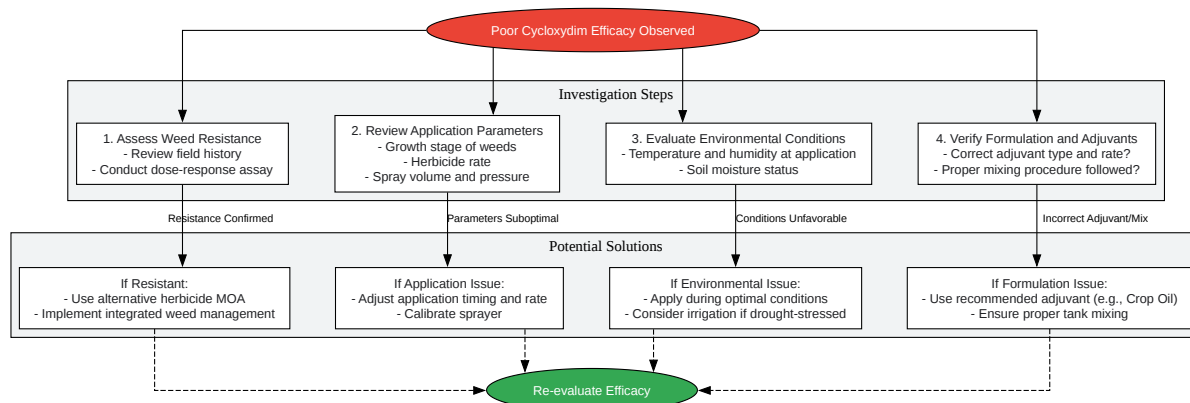 Poor Cycloxydim Efficacy Observed
Investigation Steps
1. Assess Weed Resistance
- Review field history
- Conduct dose-response assay
2. Review Application Parameters
- Growth stage of weeds
- Herbicide rate
- Spray volume and pressure
3. Evaluate Environmental Conditions
- Temperature and humidity at application
- Soil moisture status
4. Verify Formulation and Adjuvants
- Correct adjuvant type and rate?
- Proper mixing procedure followed?
Resistance Confirmed
Parameters Suboptimal
Conditions Unfavorable
Incorrect Adjuvant/Mix
Potential Solutions
If Resistant:
- Use alternative herbicide MOA
- Implement integrated weed management
If Application Issue:
- Adjust application timing and rate
- Calibrate sprayer
If Environmental Issue:
- Apply during optimal conditions
- Consider irrigation if drought-stressed
If Formulation Issue:
- Use recommended adjuvant (e.g., Crop Oil)
- Ensure proper tank mixing
Re-evaluate Efficacy